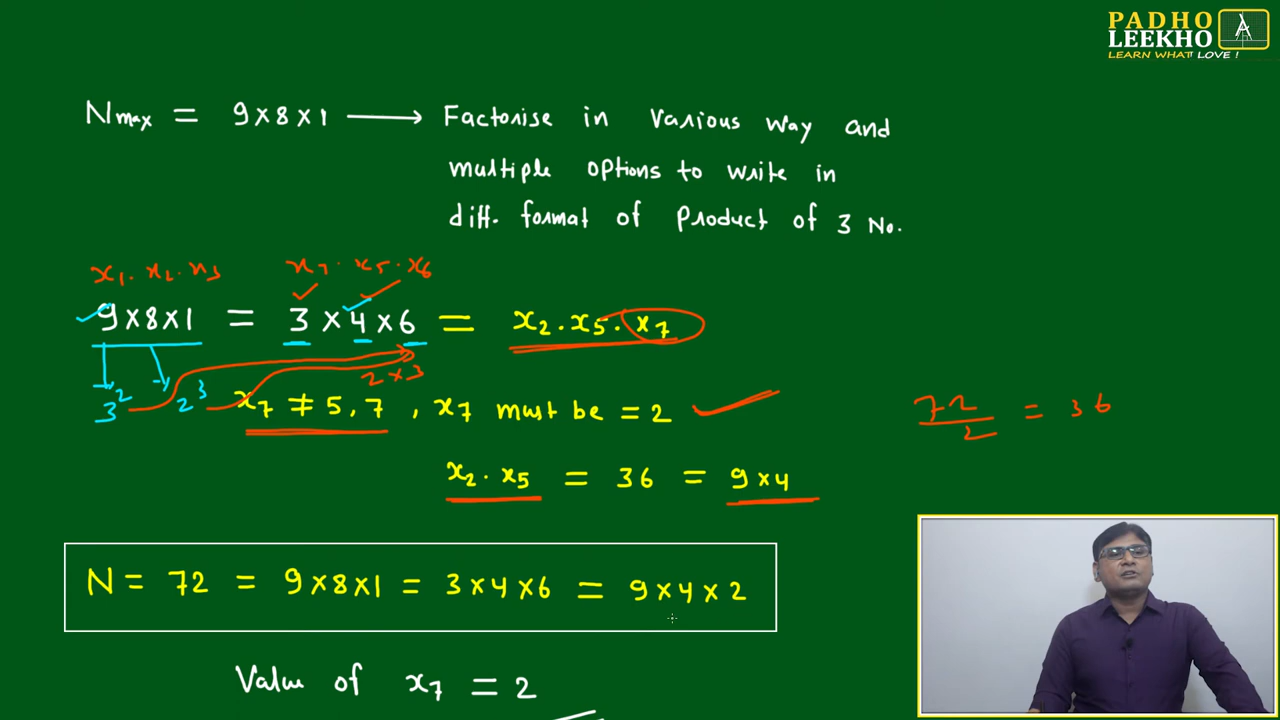 PADHO
LEEKHO
LEARN WHAT LOVE !
Nmax = 9×8×1 ⟶ Factorise in various way and
multiple options to write in
diff. format of Product of 3 No.
x₁. x₂. x₃ x₇. x₅. x₆
9×8×1 = 3×4×6 = x₂. x₅. x₇
3² 2³ 2×3
x₇ ≠ 5,7 , x₇ must be = 2
72/2 = 36
x₂. x₅ = 36 = 9×4
N = 72 = 9×8×1 = 3×4×6 = 9×4×2
Value of x₇ = 2